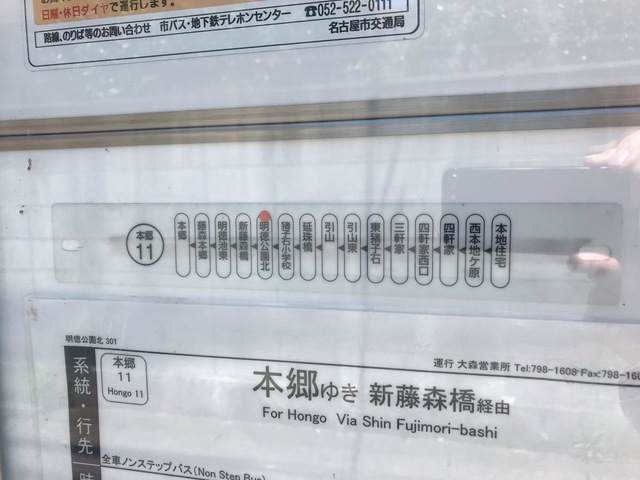 日曜・休日ダイヤで運行します。
☎052-522-0111
路線、のりば等のお問い合わせ 市バス・地下鉄テレホンセンター
名古屋市交通局
本郷
11
本郷
藤森本郷
明徳池東
新藤森橋
明徳公園北
猪子石小学校
延珠橋
引山
引山東
東猪子石
三軒家
四軒家西口
四軒家
西本地ケ原
本地住宅
明徳公園北 301
運行 大森営業所 Tel:798-1608 Fax:798-160
系統・行先
本郷
11
Hongo 11
本郷ゆき 新藤森橋経由
For Hongo Via Shin Fujimori-bashi
全車ノンステップバス(Non Step Bus)
時